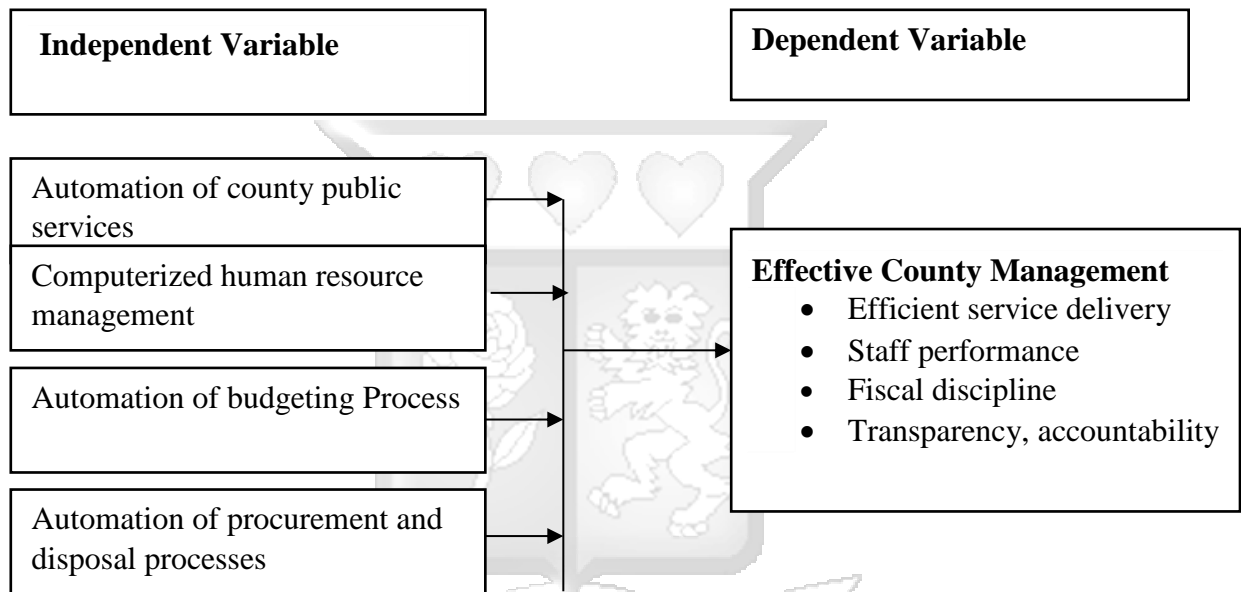 Independent Variable
Dependent Variable
Automation of county public
services
Computerized human resource
management
Automation of budgeting Process
Automation of procurement and
disposal processes
Effective County Management
• Efficient service delivery
• Staff performance
• Fiscal discipline
• Transparency, accountability